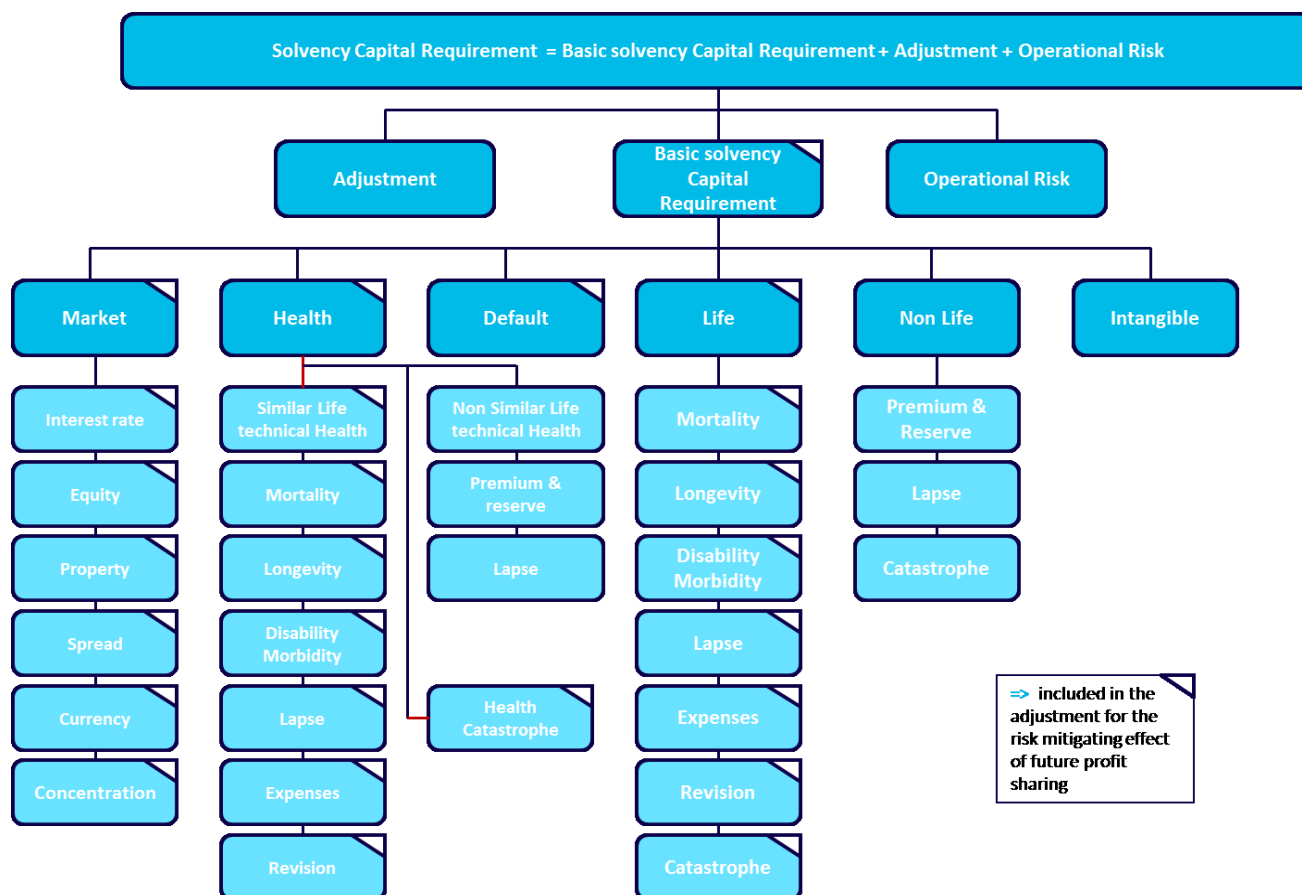 Solvency Capital Requirement = Basic solvency Capital Requirement + Adjustment + Operational Risk
Adjustment
Basic solvency
Capital
Requirement
Operational Risk
Market
Health
Default
Life
Non Life
Intangible
Interest rate
Equity
Property
Spread
Currency
Concentration
Similar Life
technical Health
Mortality
Longevity
Disability
Morbidity
Lapse
Expenses
Revision
Non Similar Life
technical Health
Premium &
reserve
Lapse
Health
Catastrophe
Mortality
Longevity
Disability
Morbidity
Lapse
Expenses
Revision
Catastrophe
Premium &
Reserve
Lapse
Catastrophe
=> included in the
adjustment for the
risk mitigating effect
of future profit
sharing